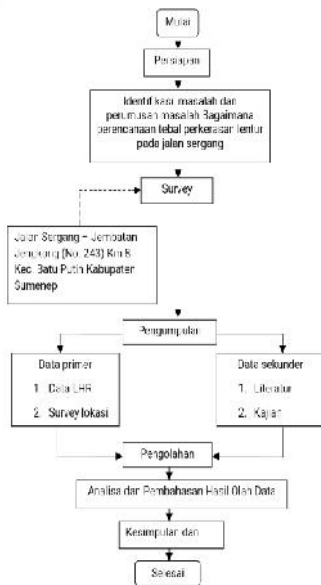 Mulai
Persiapan
Identifikasi masalah dan
perumusan masalah Bagaimana
perencanaan tebal perkerasan lentur
pada jalan sergang
Survey
Jalan Sergang – Jembatan
Jengkong (No. 243) Km 8
Kec. Batu Putih Kabupaten
Sumenep
Pengumpulan
Data primer
1. Data LHR
2. Survey lokasi
Data sekunder
1. Literatur
2. Kajian
Pengolahan
Analisa dan Pembahasan Hasil Olah Data
Kesimpulan dan
Selesai